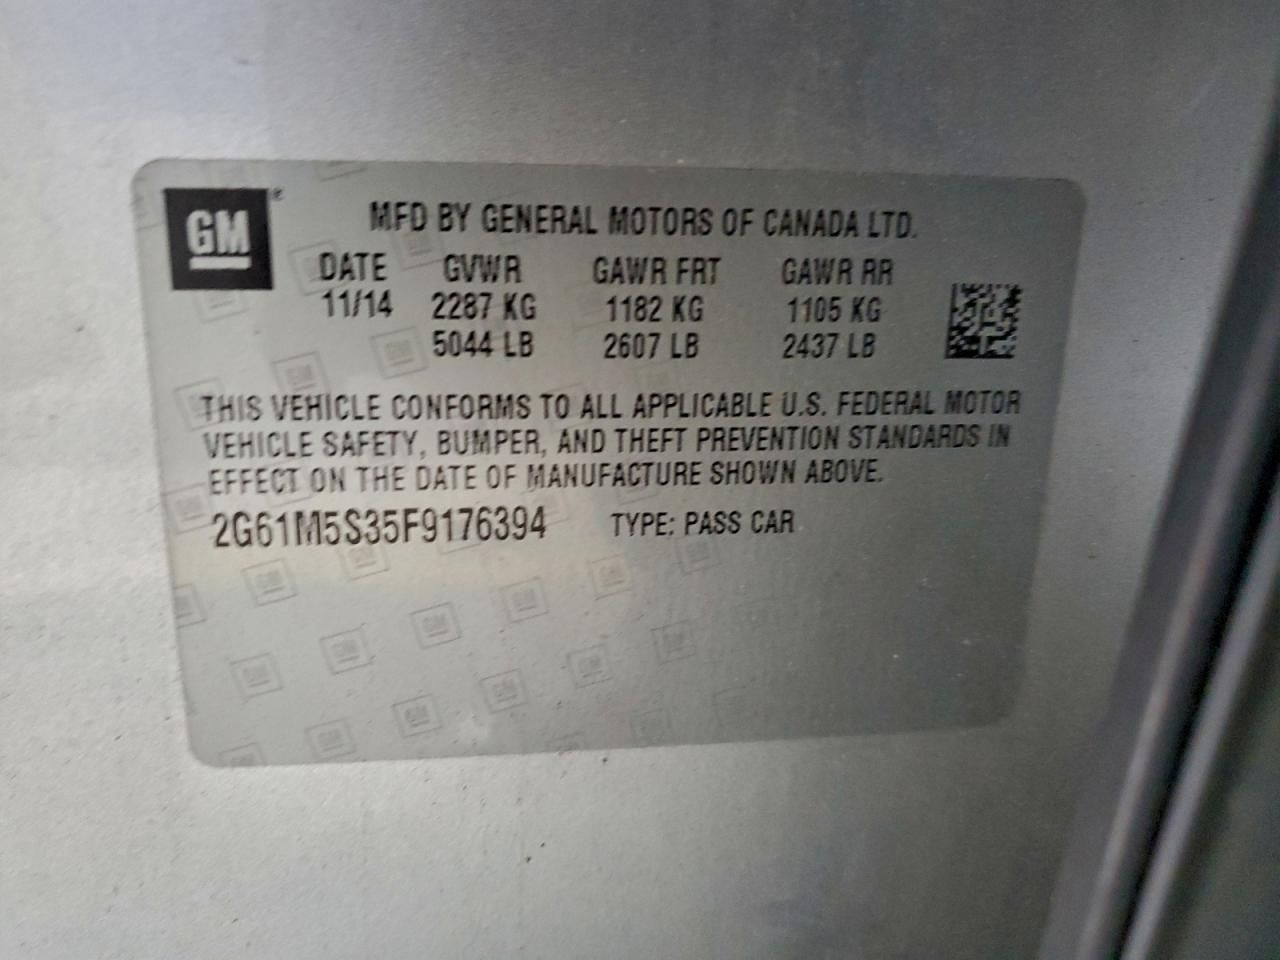 GM®
MFD BY GENERAL MOTORS OF CANADA LTD.
DATE GVWR GAWR FRT GAWR RR
11/14 2287 KG 1182 KG 1105 KG
5044 LB 2607 LB 2437 LB
THIS VEHICLE CONFORMS TO ALL APPLICABLE U.S. FEDERAL MOTOR
VEHICLE SAFETY, BUMPER, AND THEFT PREVENTION STANDARDS IN
EFFECT ON THE DATE OF MANUFACTURE SHOWN ABOVE.
2G61M5S35F9176394 TYPE: PASS CAR